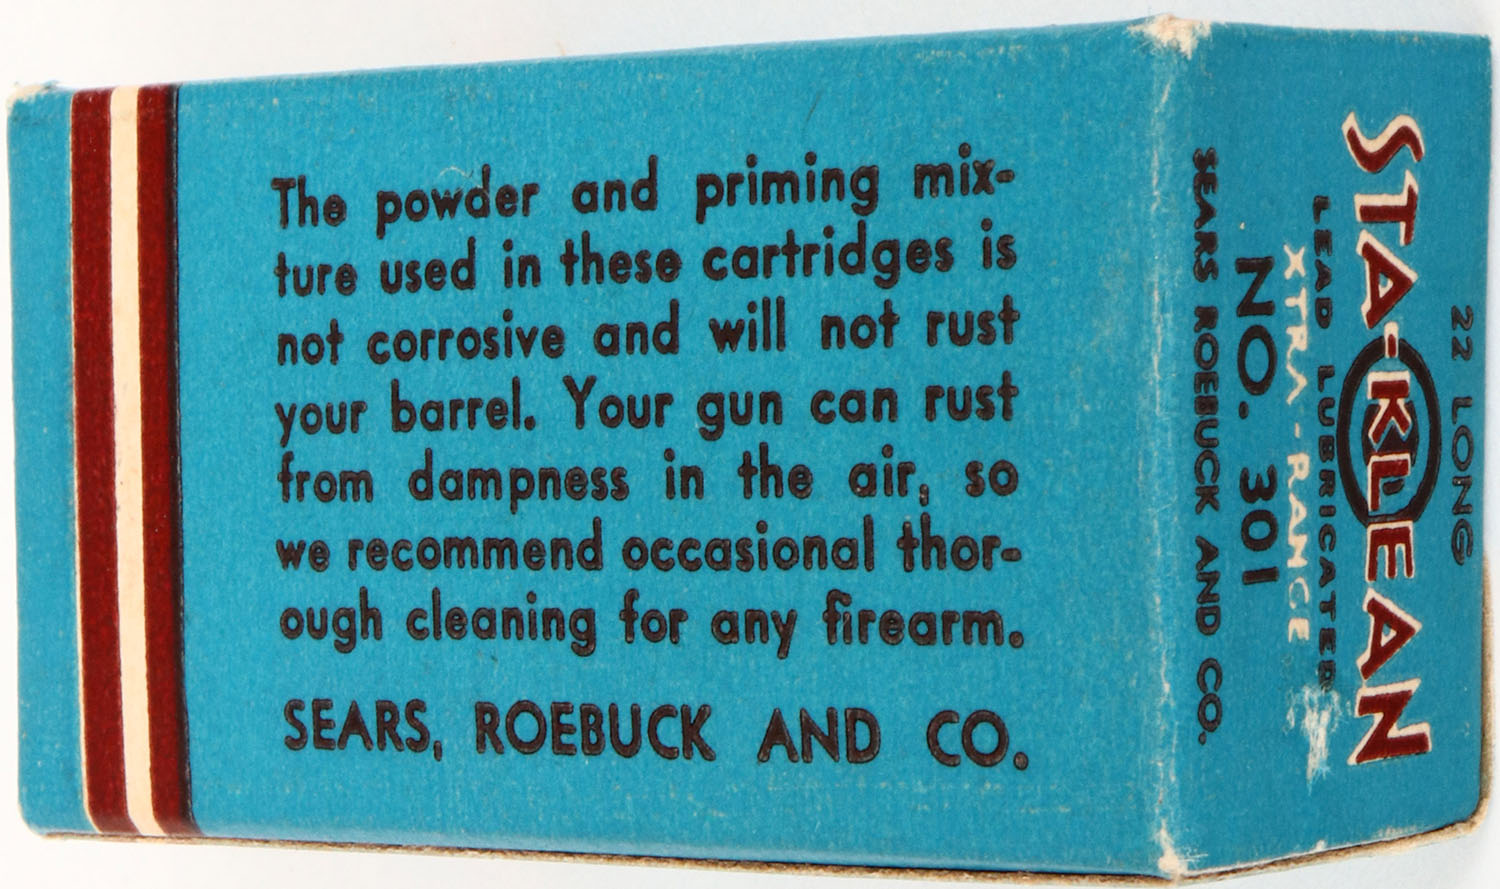 The powder and priming mix-
ture used in these cartridges is
not corrosive and will not rust
your barrel. Your gun can rust
from dampness in the air, so
we recommend occasional thor-
ough cleaning for any firearm.
SEARS, ROEBUCK AND CO.
22 LONG
STA-KLEAN
LEAD LUBRICATED
XTRA-RANGE
NO. 301
SEARS ROEBUCK AND CO.